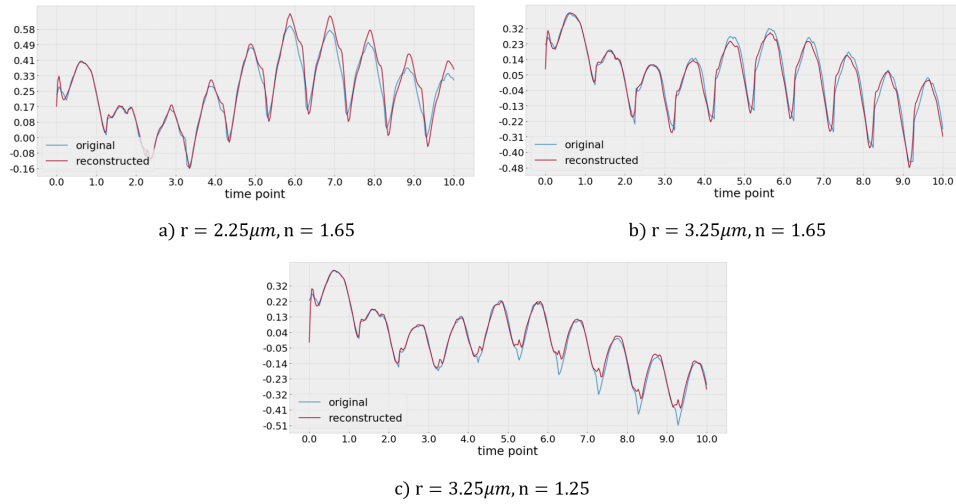 0.58
0.49
0.41
0.33
0.25
0.17
0.08
0.00
-0.08
-0.16
original
reconstructed
0.0 1.0 2.0 3.0 4.0 5.0 6.0 7.0 8.0 9.0 10.0
time point
a) r = 2.25μm, n = 1.65
0.32
0.23
0.14
0.05
-0.04
-0.13
-0.22
-0.31
-0.40
-0.48
original
reconstructed
0.0 1.0 2.0 3.0 4.0 5.0 6.0 7.0 8.0 9.0 10.0
time point
b) r = 3.25μm, n = 1.65
0.32
0.22
0.13
0.04
-0.05
-0.14
-0.23
-0.32
-0.41
-0.51
original
reconstructed
0.0 1.0 2.0 3.0 4.0 5.0 6.0 7.0 8.0 9.0 10.0
time point
c) r = 3.25μm, n = 1.25